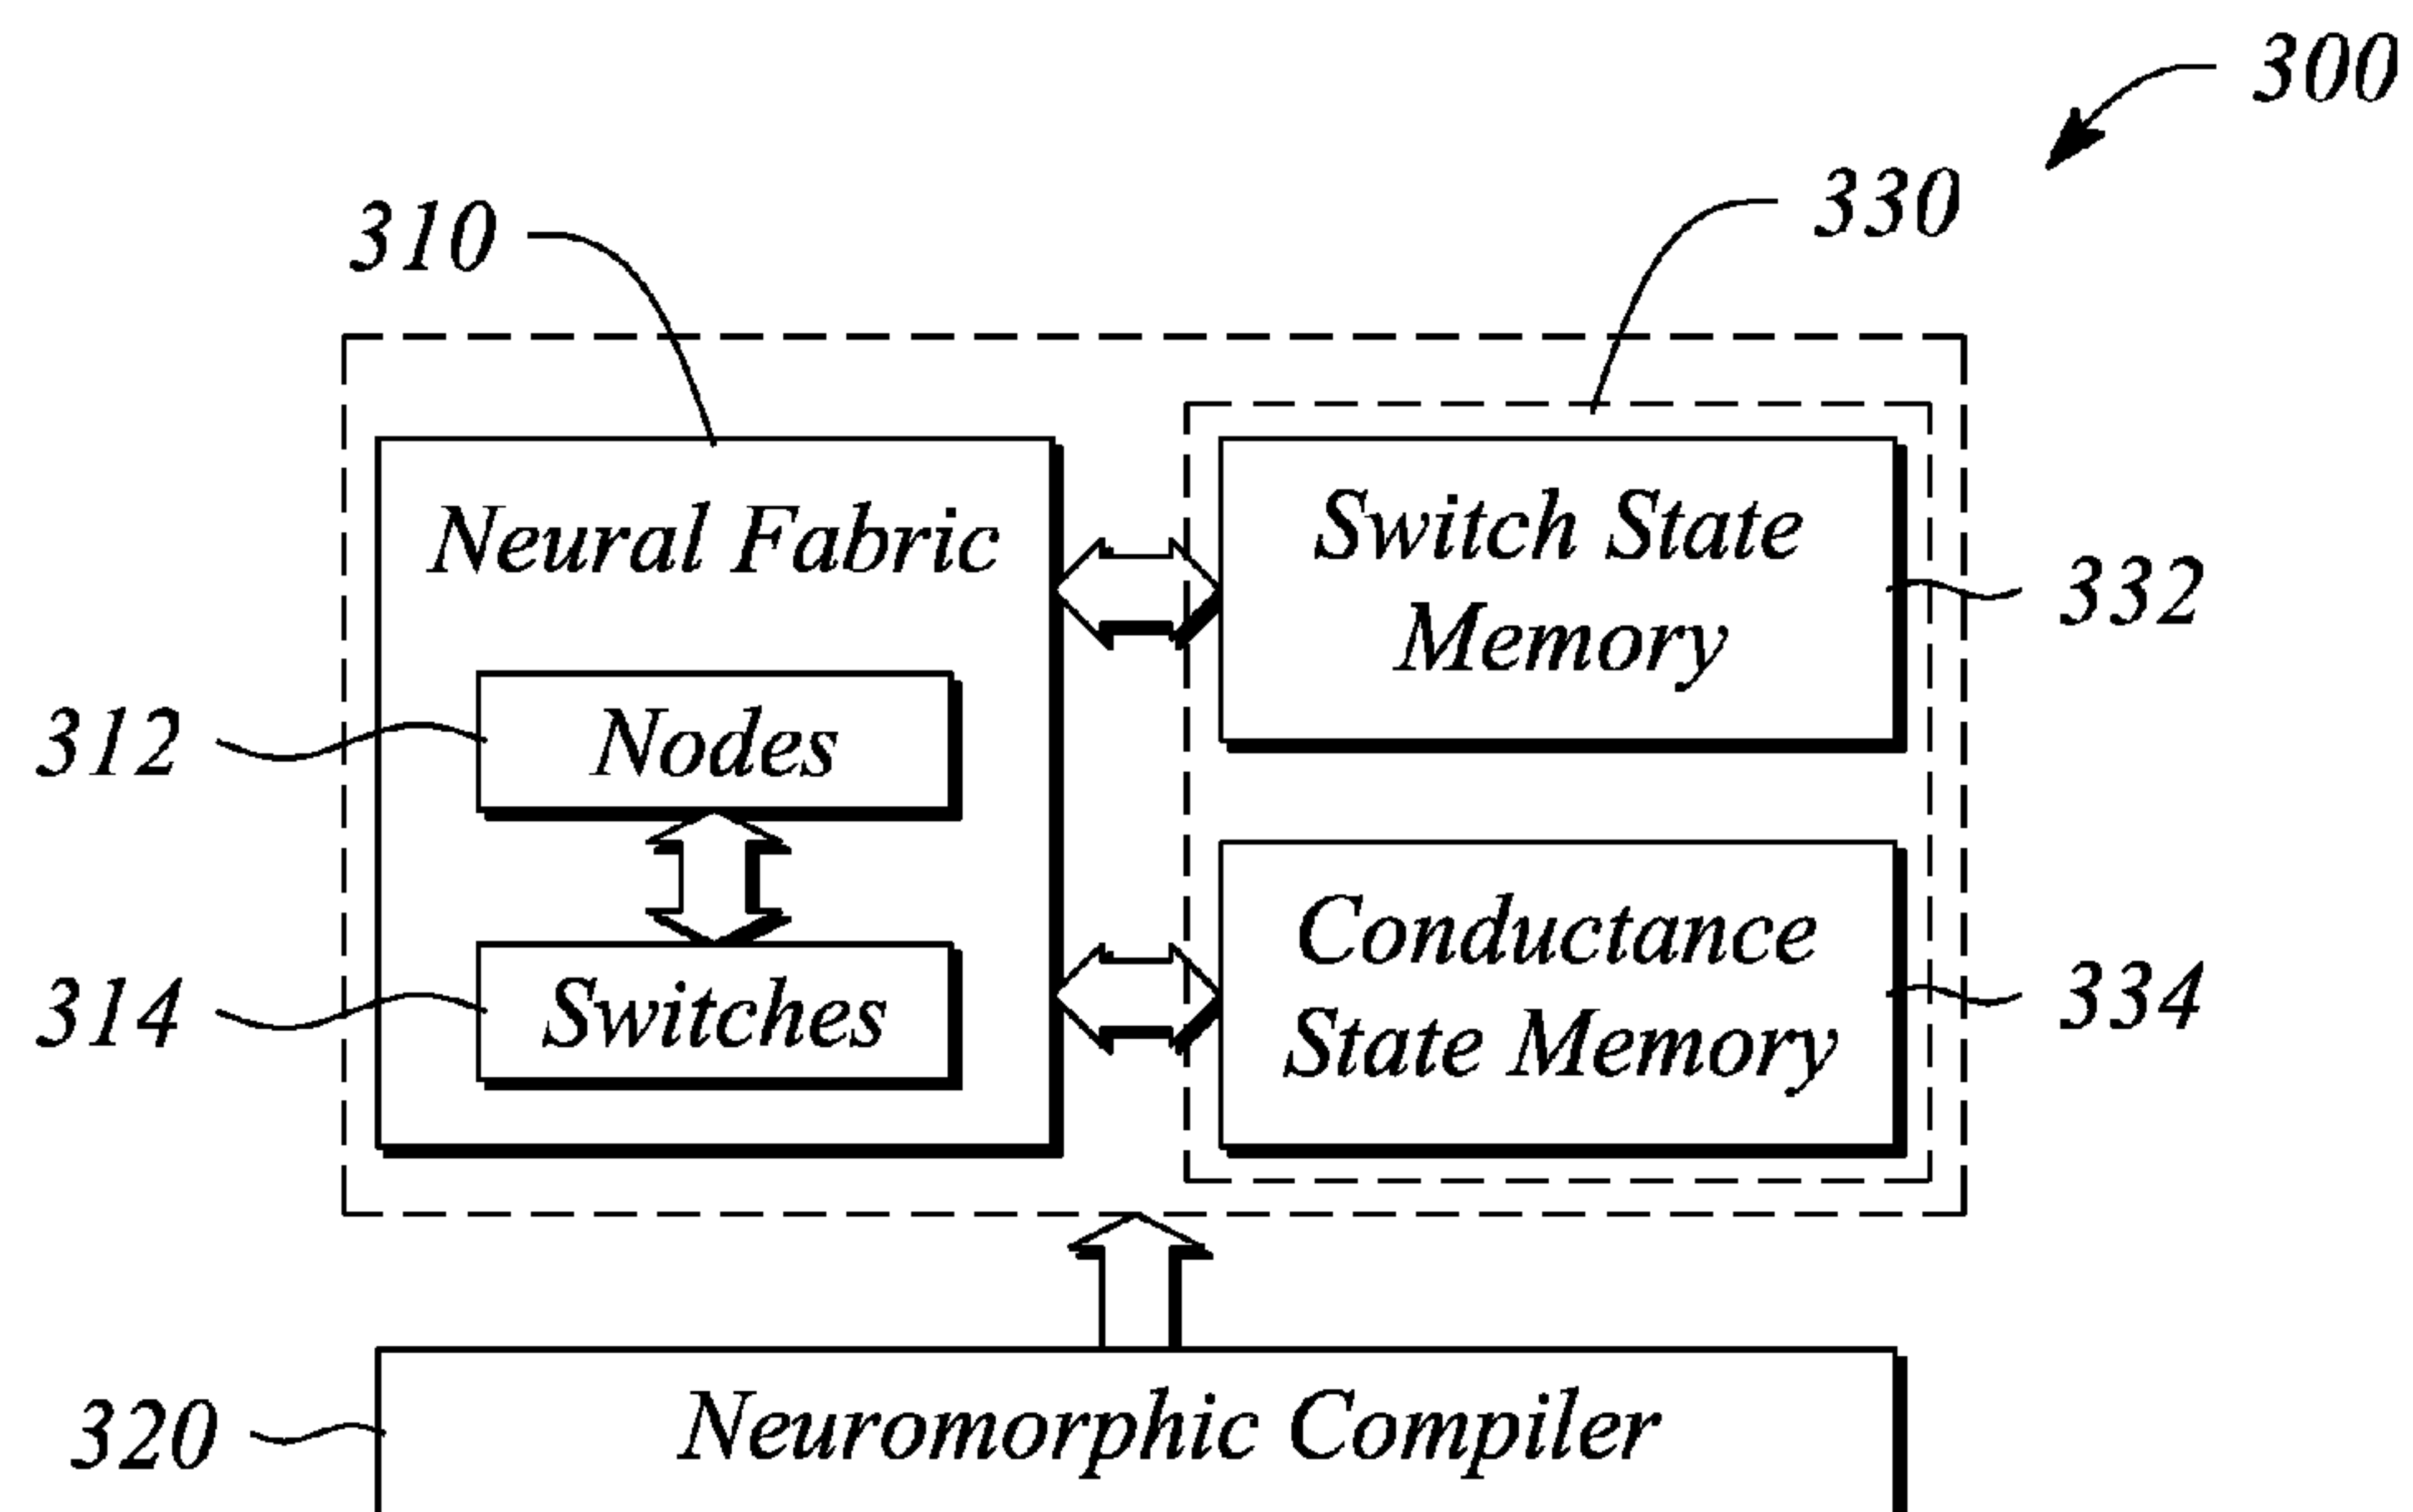 300
330
310
Neural Fabric
Switch State
Memory
332
312
Nodes
Conductance
State Memory
334
314
Switches
320
Neuromorphic Compiler